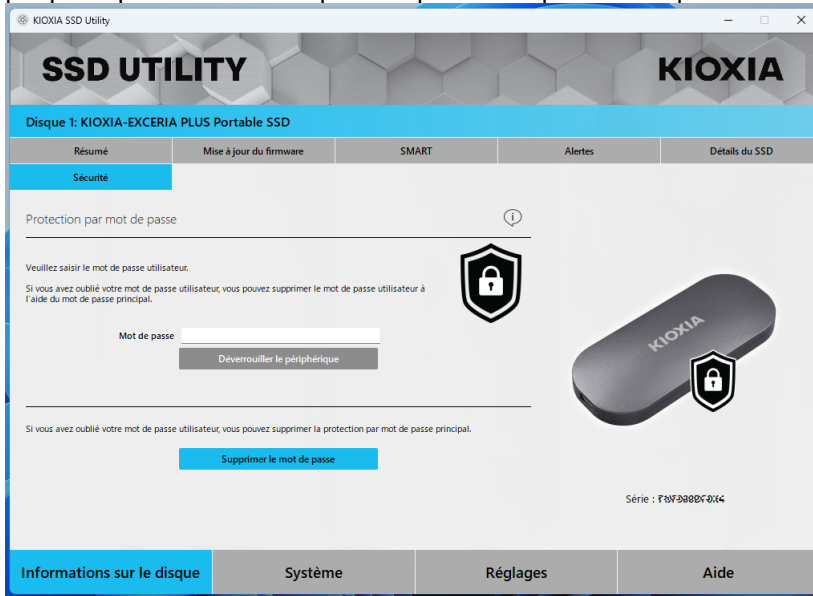 KIOXIA SSD Utility
SSD UTILITY
KIOXIA
Disque 1: KIOXIA-EXCERIA PLUS Portable SSD
Résumé
Mise à jour du firmware
SMART
Alertes
Détails du SSD
Sécurité
Protection par mot de passe
Veuillez saisir le mot de passe utilisateur.
Si vous avez oublié votre mot de passe utilisateur, vous pouvez supprimer le mot de passe utilisateur à
l'aide du mot de passe principal.
Mot de passe
Déverrouiller le périphérique
KIOXIA
Si vous avez oublié votre mot de passe utilisateur, vous pouvez supprimer la protection par mot de passe principal.
Supprimer le mot de passe
Série :
Informations sur le disque
Système
Réglages
Aide